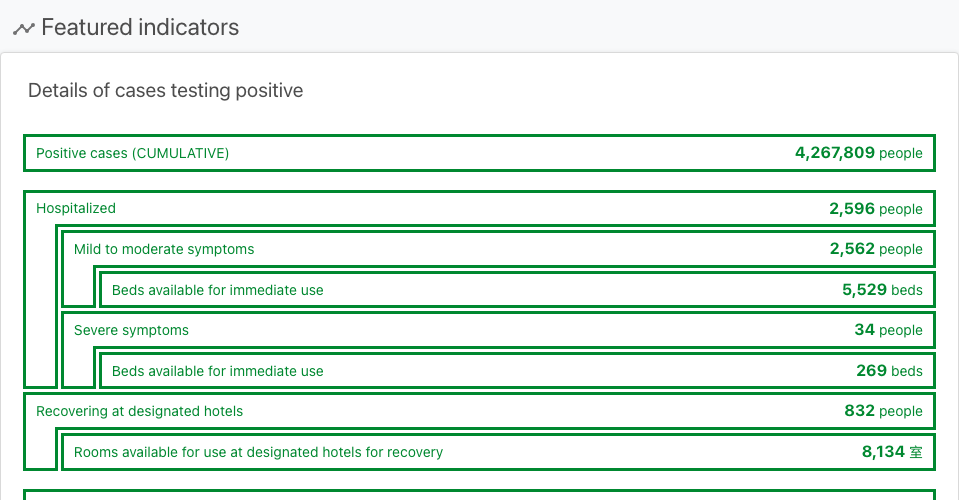 Featured indicators
Details of cases testing positive
Positive cases (CUMULATIVE) 4,267,809 people
Hospitalized 2,596 people
Mild to moderate symptoms 2,562 people
Beds available for immediate use 5,529 beds
Severe symptoms 34 people
Beds available for immediate use 269 beds
Recovering at designated hotels 832 people
Rooms available for use at designated hotels for recovery 8,134 室